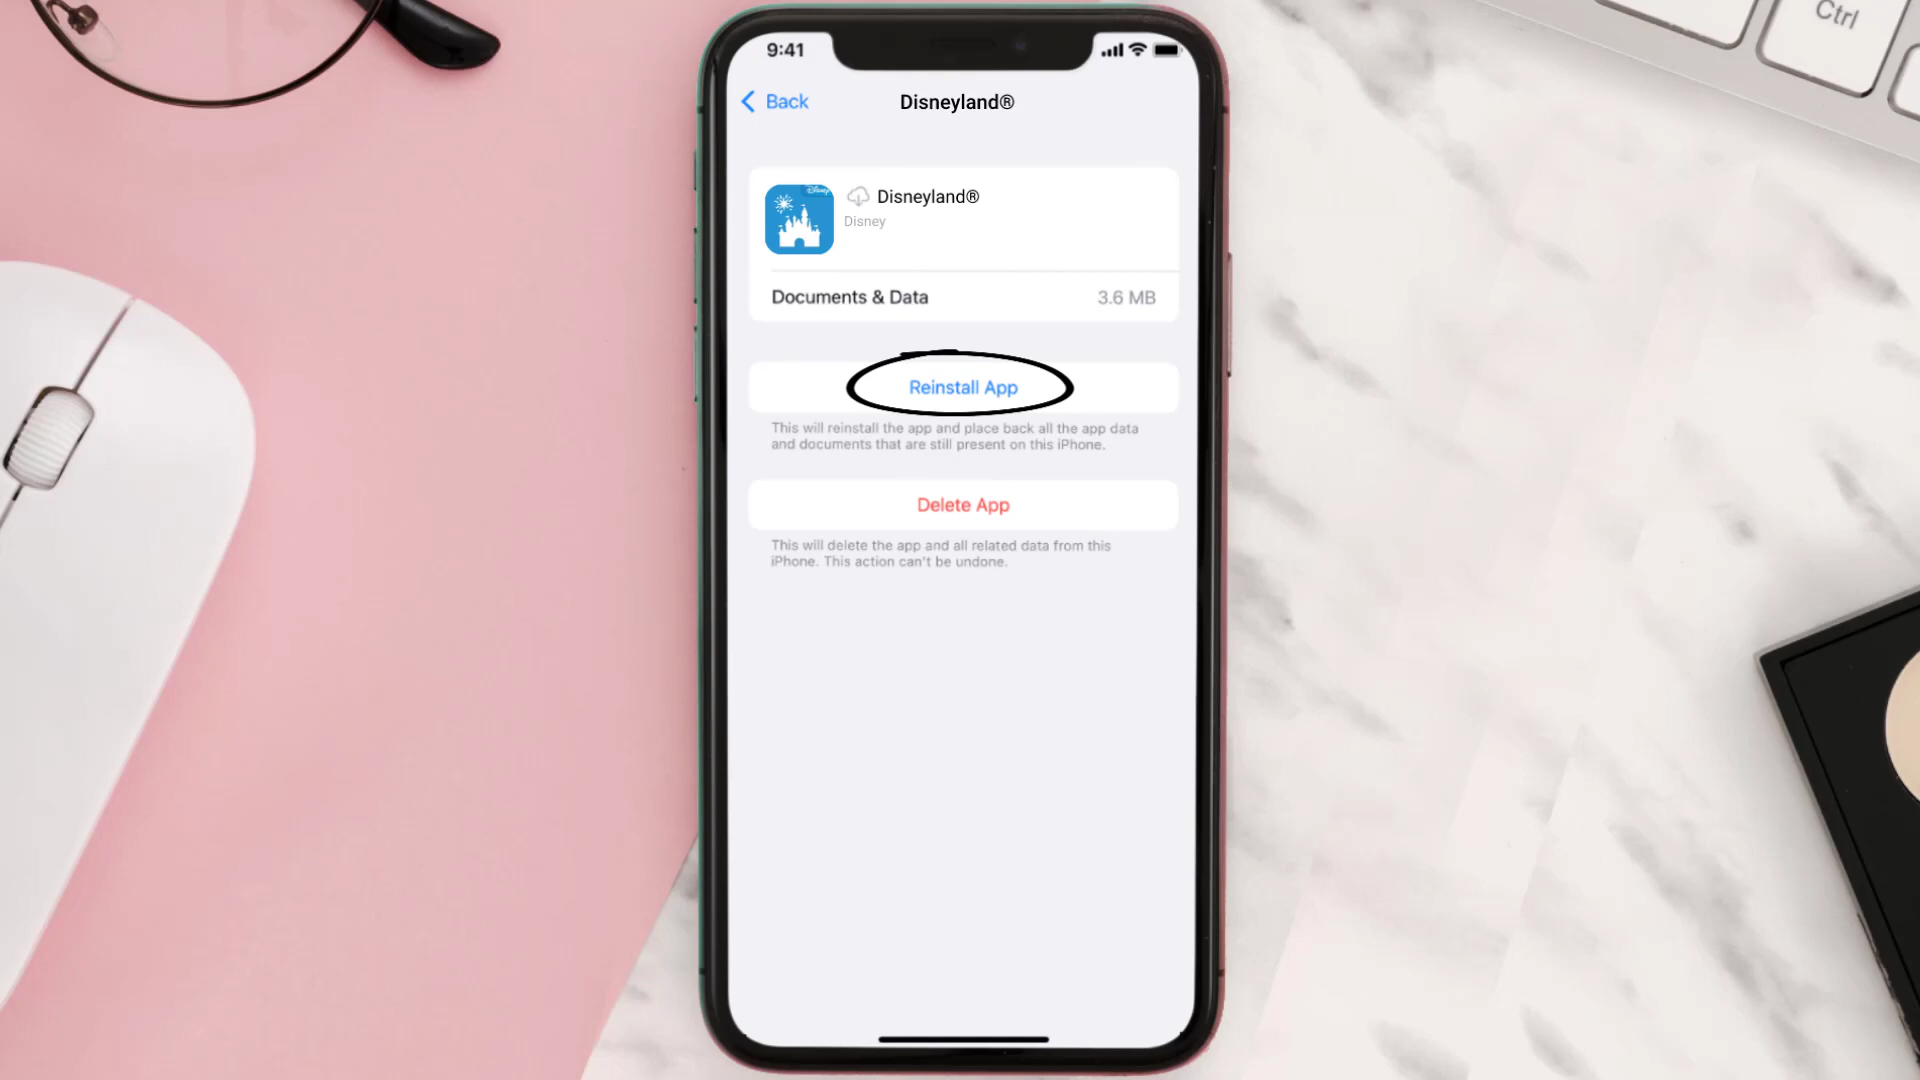 Ctrl
9:41
Back
Disneyland®
Disney
Disneyland®
Disney
Documents & Data 3.6 MB
Reinstall App
This will reinstall the app and place back all the app data
and documents that are still present on this iPhone.
Delete App
This will delete the app and all related data from this
iPhone. This action can't be undone.